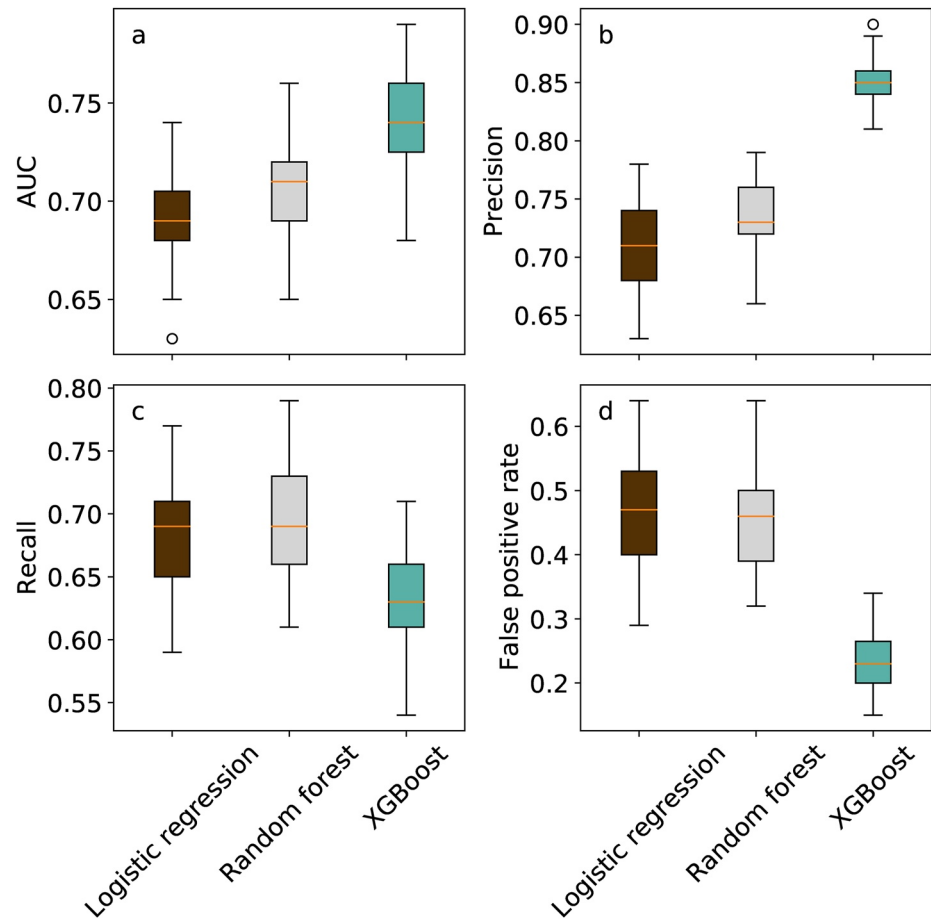 a
AUC
0.75
0.70
0.65
b
Precision
0.90
0.85
0.80
0.75
0.70
0.65
c
Recall
0.80
0.75
0.70
0.65
0.60
0.55
Logistic regression
Random forest
XGBoost
d
False positive rate
0.6
0.5
0.4
0.3
0.2
Logistic regression
Random forest
XGBoost